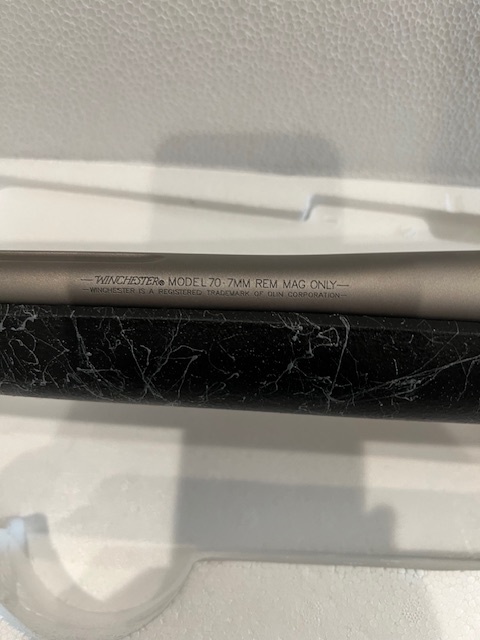 —WINCHESTER® MODEL 70-7MM REM MAG ONLY—
—WINCHESTER IS A REGISTERED TRADEMARK OF OLIN CORPORATION—